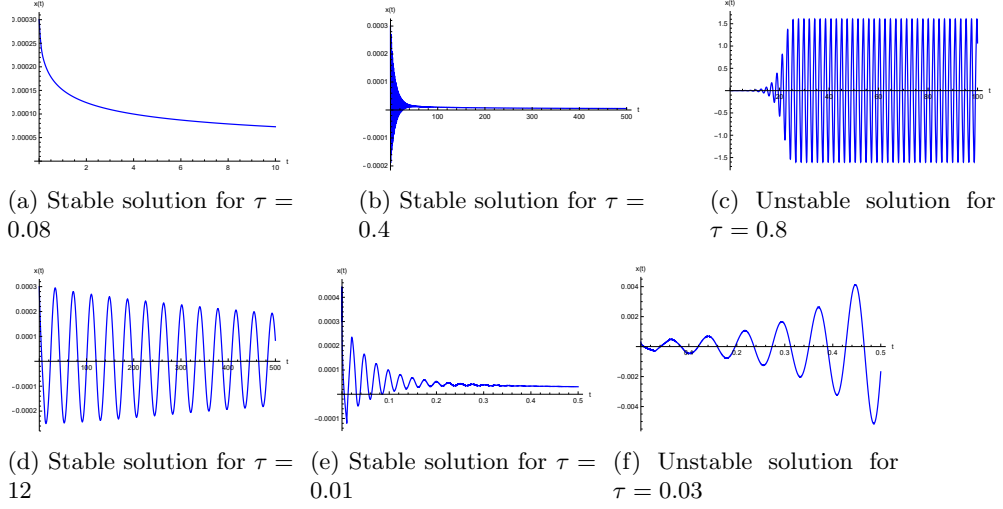 x(t)
0.00030
0.00025
0.00020
0.00015
0.00010
0.00005
2 4 6 8 10 t
x(t)
0.0003
0.0002
0.0001
-0.0001
-0.0002
100 200 300 400 500 t
x(t)
1.5
1.0
0.5
-0.5
-1.0
-1.5
20 40 60 80 100 t
(a) Stable solution for τ =
0.08
(b) Stable solution for τ =
0.4
(c) Unstable solution for
τ = 0.8
x(t)
0.0003
0.0002
0.0001
-0.0001
-0.0002
100 200 300 400 500 t
x(t)
0.0004
0.0003
0.0002
0.0001
-0.0001
0.1 0.2 0.3 0.4 0.5 t
x(t)
0.004
0.002
-0.002
-0.004
0.1 0.2 0.3 0.4 0.5 t
(d) Stable solution for τ =
12
(e) Stable solution for τ =
0.01
(f) Unstable solution for
τ = 0.03